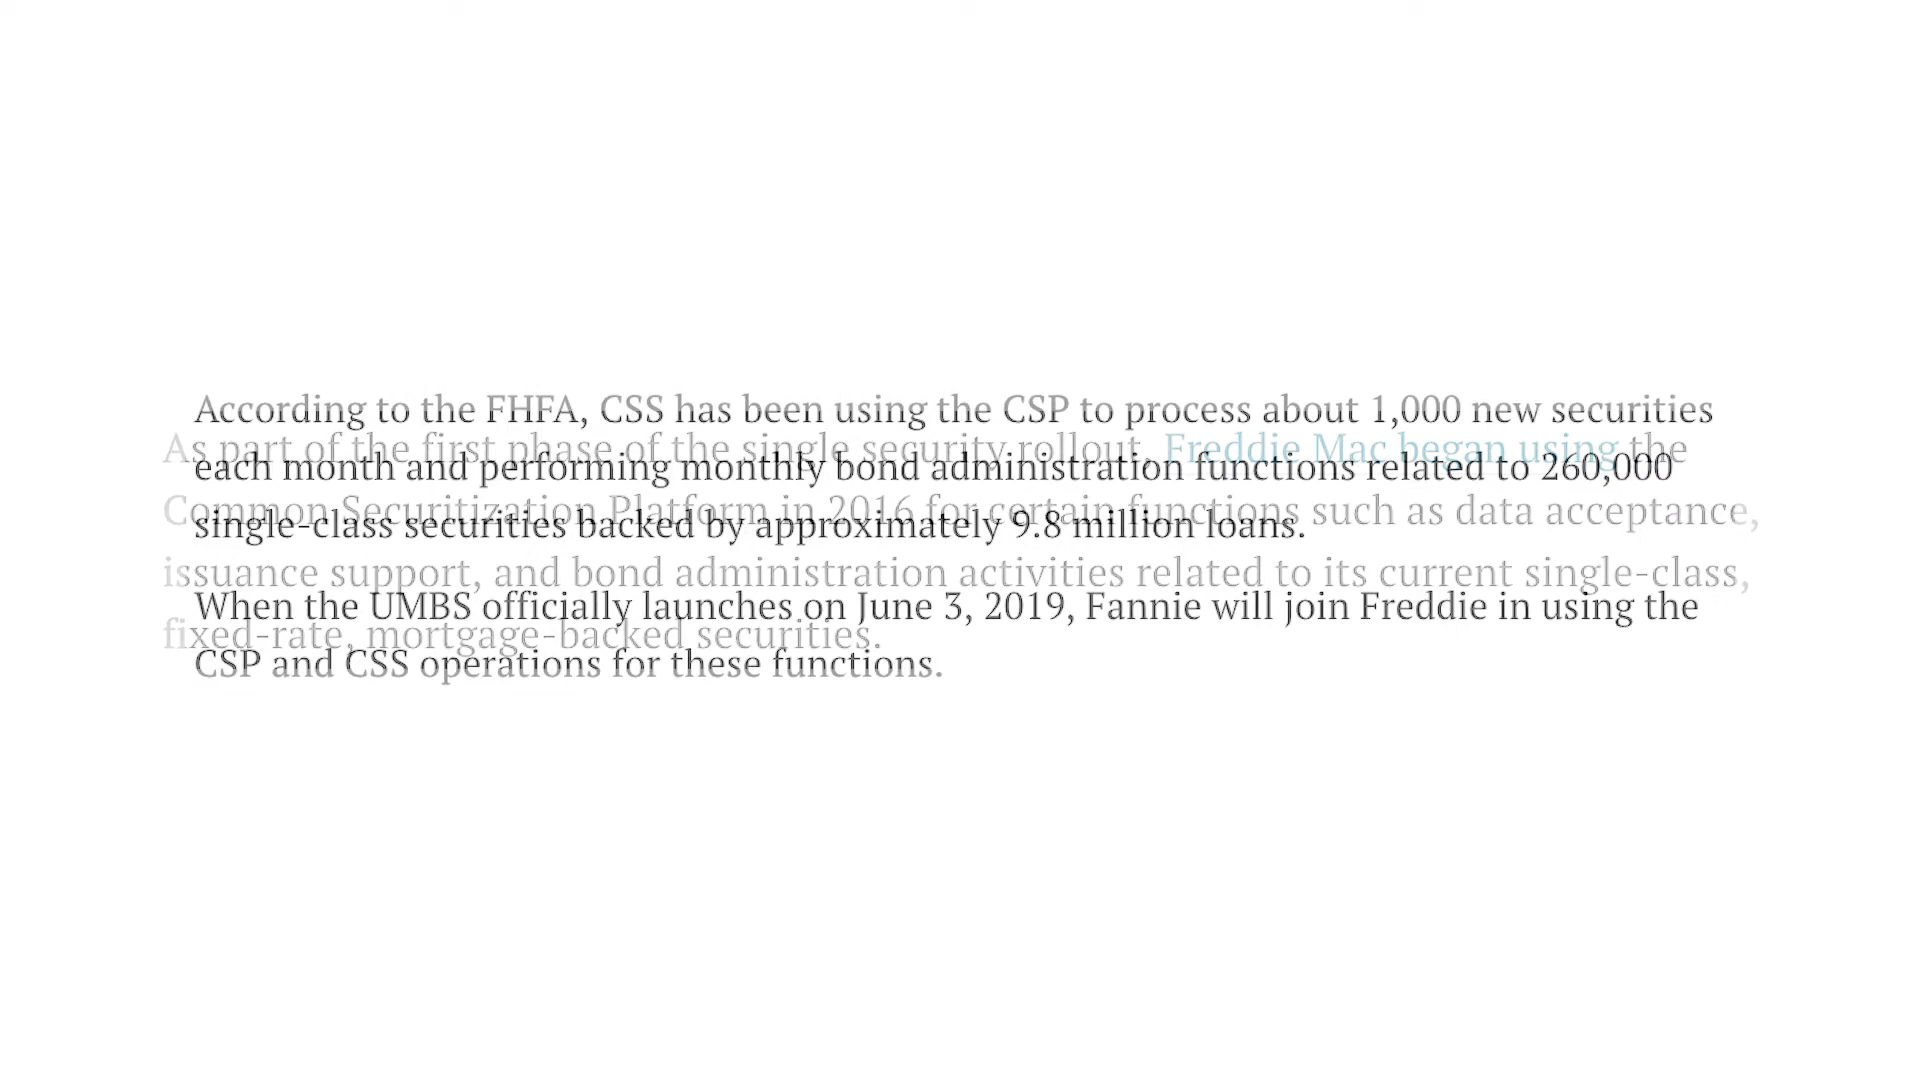 According to the FHFA, CSS has been using the CSP to process about 1,000 new securities
each month and performing monthly bond administration functions related to 260,000
single-class securities backed by approximately 9.8 million loans.
When the UMBS officially launches on June 3, 2019, Fannie will join Freddie in using the
CSP and CSS operations for these functions.
As part of the first phase of the single security rollout, Freddie Mac began using the
Common Securitization Platform in 2016 for certain functions such as data acceptance,
issuance support, and bond administration activities related to its current single-class,
fixed-rate, mortgage-backed securities.